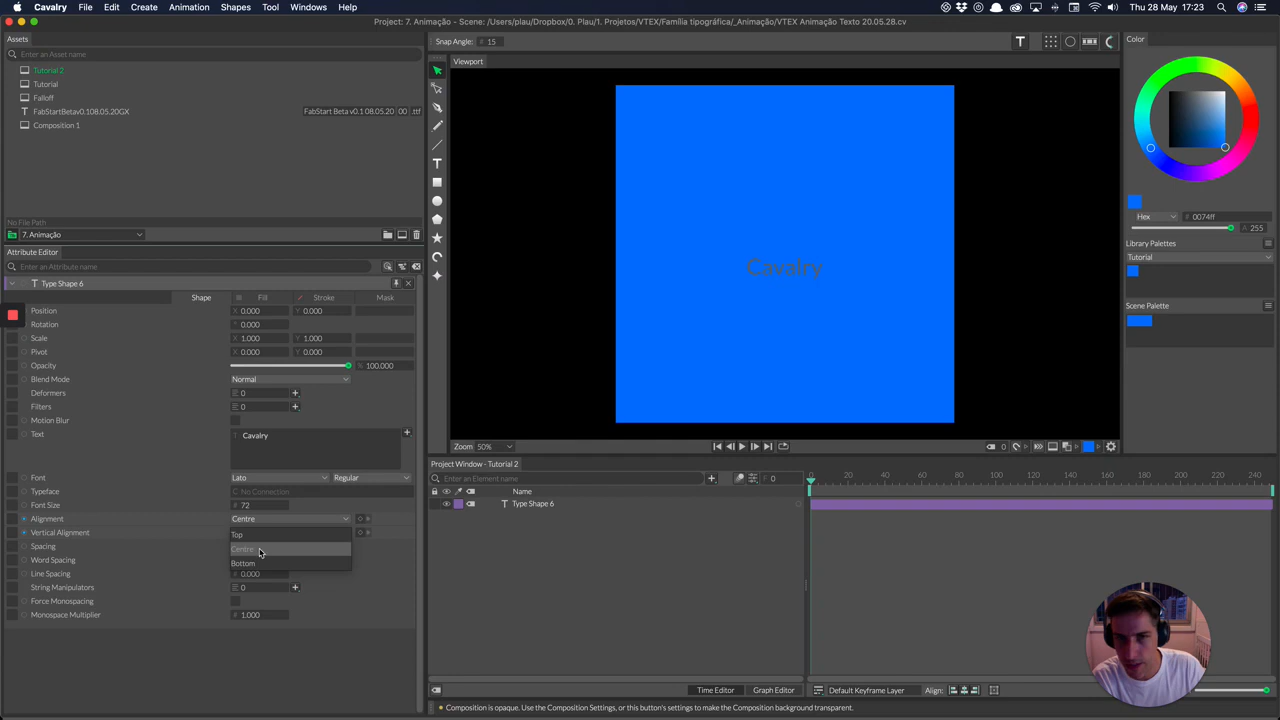 Cavalry File Edit Create Animation Shapes Tool Window Help Thu 28 May 17:23
Project: 7. Animação - Scene: /Users/plau/Dropbox/0. Plau/1. Projetos/VTEX/Família tipográfica/_Animação/VTEX Animação Texto 20.05.28.cv
Assets
Enter an Asset name
Tutorial 2
Tutorial
Falloff
FabStartBetav0.108.05.20GX FabStart Beta v0.1 08.05.20 00 .ttf
Composition 1
No File Path
7. Animação
Attribute Editor
Enter an Attribute name
Type Shape 6
Shape Fill Stroke Mask
Position X 0.000 Y 0.000
Rotation ° 0.000
Scale X 1.000 Y 1.000
Pivot X 0.000 Y 0.000
Opacity % 100.000
Blend Mode Normal
Deformers 0
Filters 0
Motion Blur
Text Cavalry
Font Lato Regular
Typeface No Connection
Font Size # 72
Alignment Centre
Vertical Alignment
Top
Spacing
Centre
Word Spacing
Bottom
Line Spacing # 0.000
String Manipulators 0
Force Monospacing
Monospace Multiplier # 1.000
Snap Angle: 15
Viewport
Cavalry
Zoom 50%
0
Project Window - Tutorial 2
Enter an Element name
F 0
0 20 40 60 80 100 120 140 160 180 200 220 240
Name
Type Shape 6
Time Editor Graph Editor Default Keyframe Layer Align:
Composition is opaque. Use the Composition Settings, or this button's settings to make the Composition background transparent.
Color
Hex # 0074ff
A 255
Library Palettes
Tutorial
Scene Palette